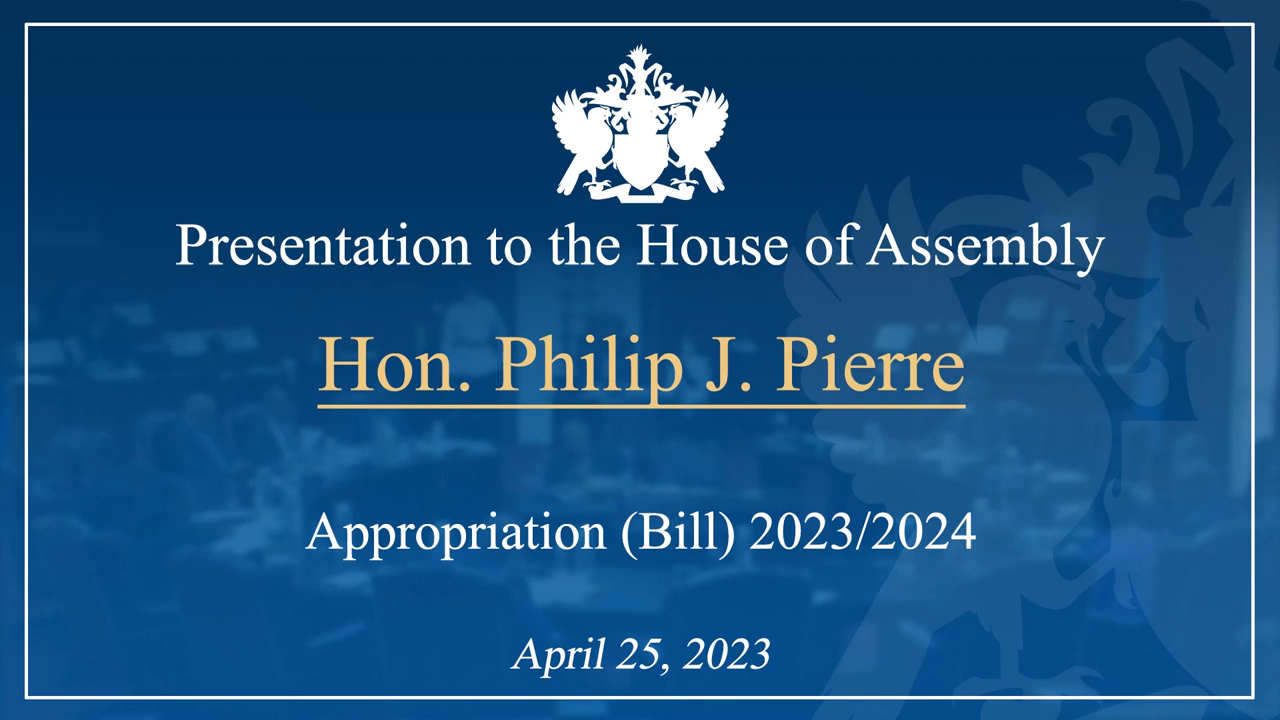 Presentation to the House of Assembly
Hon. Philip J. Pierre
Appropriation (Bill) 2023/2024
April 25, 2023